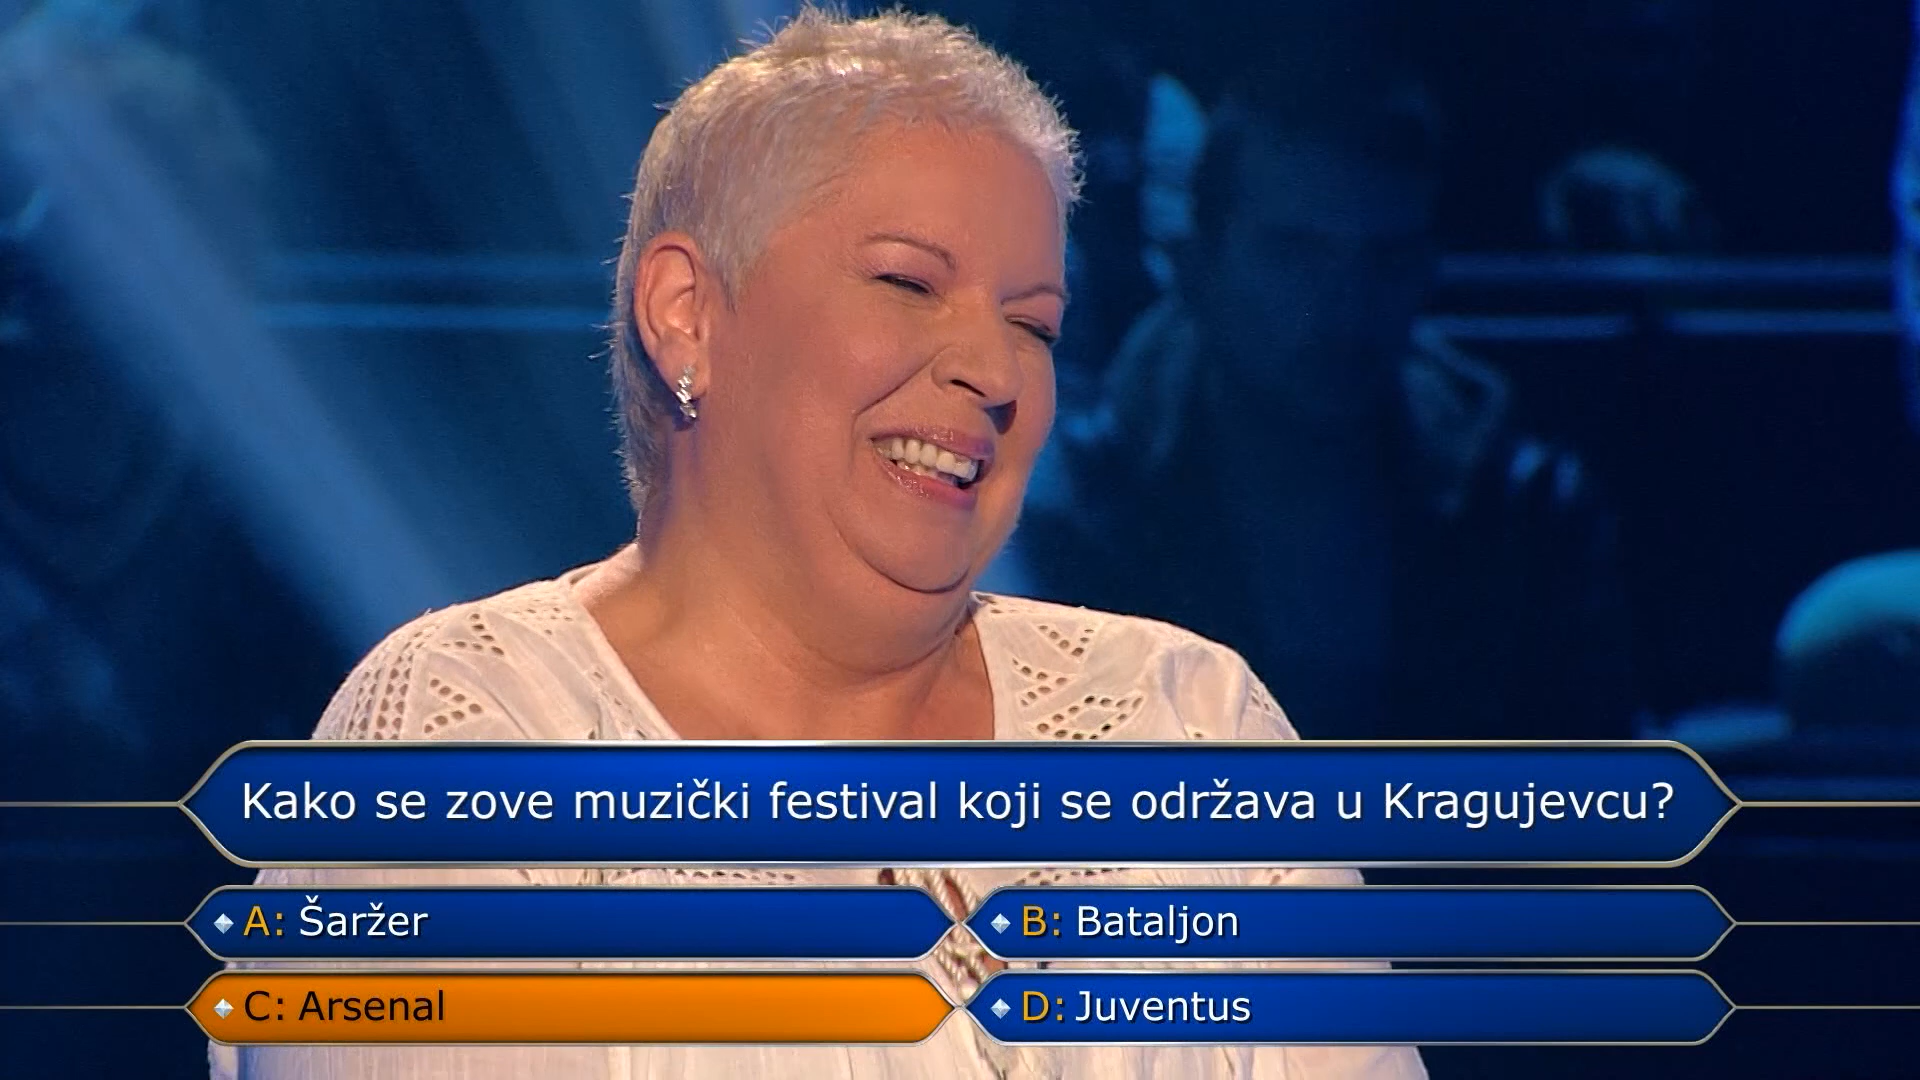 Kako se zove muzički festival koji se održava u Kragujevcu?
A: Šaržer
B: Bataljon
C: Arsenal
D: Juventus